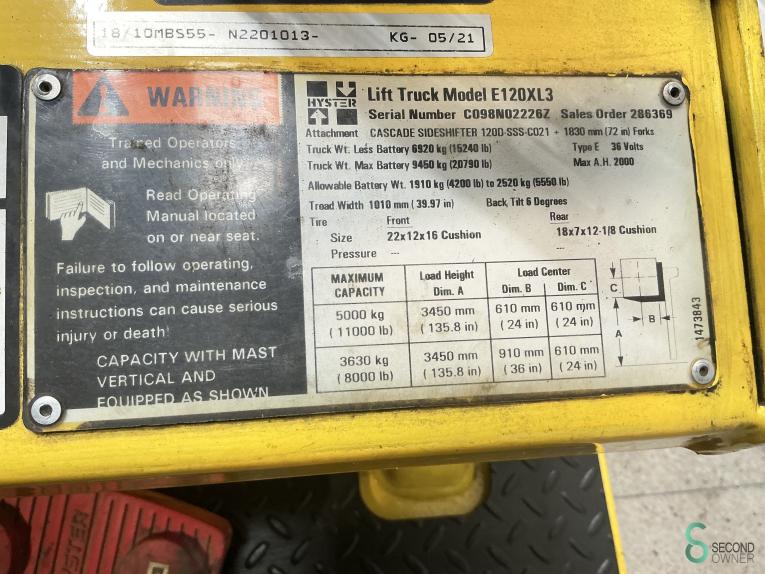 18/10MBS55- N2201013- KG- 05/21
WARNING
Trained Operators
and Mechanics only
Read Operating
Manual located
on or near seat.
Failure to follow operating,
inspection, and maintenance
instructions can cause serious
injury or death!
CAPACITY WITH MAST
VERTICAL AND
EQUIPPED AS SHOWN
HYSTER
Lift Truck Model E120XL3
Serial Number C098N02226Z Sales Order 286369
Attachment CASCADE SIDESHIFTER 120D-SSS-C021 + 1830 mm (72 in) Forks
Truck Wt. Less Battery 6920 kg (15240 lb) Type E 36 Volts
Truck Wt. Max Battery 9450 kg (20790 lb) Max A.H. 2000
Allowable Battery Wt. 1910 kg (4200 lb) to 2520 kg (5550 lb)
Tread Width 1010 mm ( 39.97 in) Back Tilt 6 Degrees
Tire Front Rear
Size 22x12x16 Cushion 18x7x12-1/8 Cushion
Pressure --- ---
MAXIMUM CAPACITY Load Height Dim. A Load Center Dim. B Dim. C
5000 kg 3450 mm 610 mm 610 mm
( 11000 lb) ( 135.8 in) ( 24 in) ( 24 in)
3630 kg 3450 mm 910 mm 610 mm
( 8000 lb) ( 135.8 in) ( 36 in) ( 24 in)
C
B
A
1473843
HYSTER
SECOND
OWNER